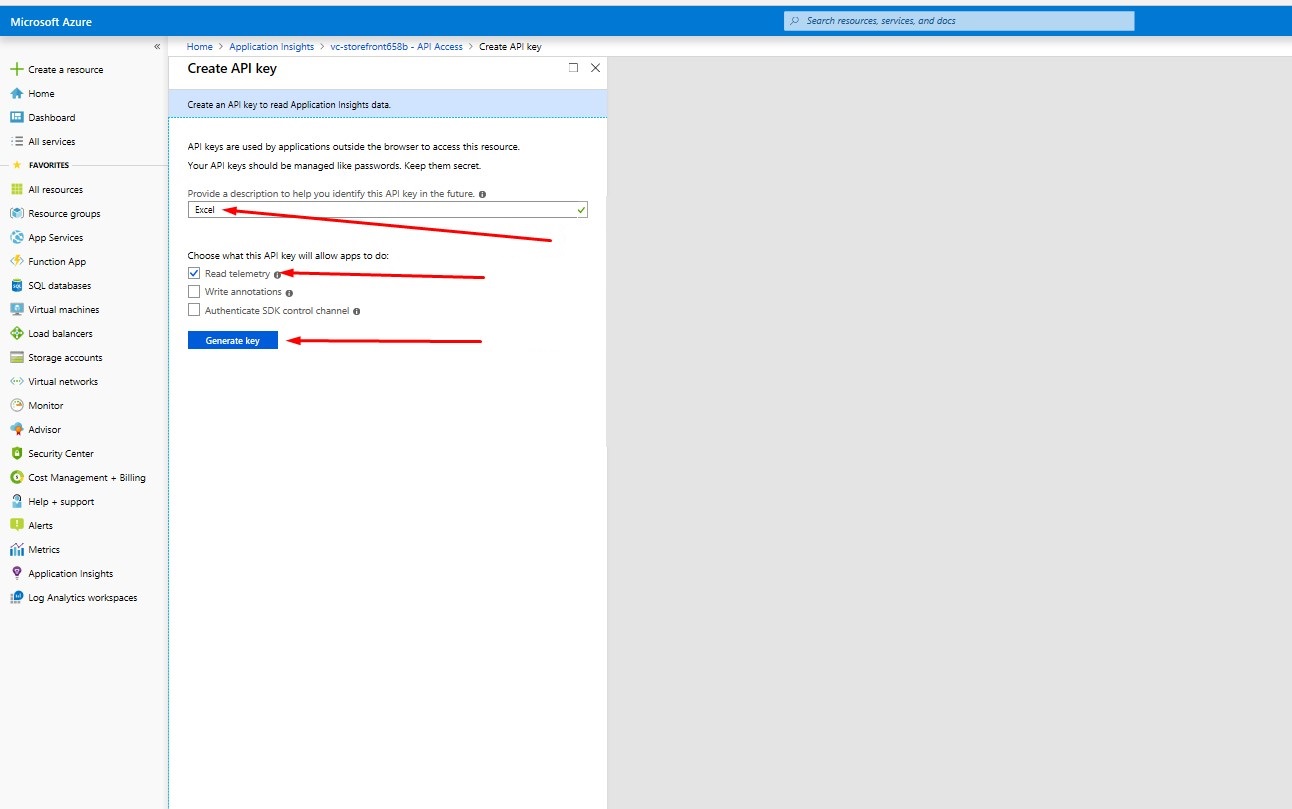 Microsoft Azure
Search resources, services, and docs
«
Home > Application Insights > vc-storefront658b - API Access > Create API key
Create a resource
Home
Dashboard
All services
FAVORITES
All resources
Resource groups
App Services
Function App
SQL databases
Virtual machines
Load balancers
Storage accounts
Virtual networks
Monitor
Advisor
Security Center
Cost Management + Billing
Help + support
Alerts
Metrics
Application Insights
Log Analytics workspaces
Create API key
Create an API key to read Application Insights data.
API keys are used by applications outside the browser to access this resource.
Your API keys should be managed like passwords. Keep them secret.
Provide a description to help you identify this API key in the future.
Excel
Choose what this API key will allow apps to do:
Read telemetry
Write annotations
Authenticate SDK control channel
Generate key